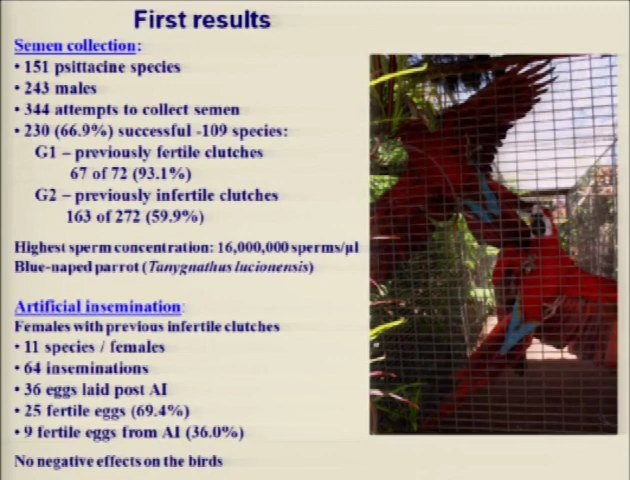 First results
Semen collection:
• 151 psittacine species
• 243 males
• 344 attempts to collect semen
• 230 (66.9%) successful -109 species:
G1 – previously fertile clutches
67 of 72 (93.1%)
G2 – previously infertile clutches
163 of 272 (59.9%)
Highest sperm concentration: 16,000,000 sperms/µl
Blue-naped parrot (Tanygnathus lucionensis)
Artificial insemination:
Females with previous infertile clutches
• 11 species / females
• 64 inseminations
• 36 eggs laid post AI
• 25 fertile eggs (69.4%)
• 9 fertile eggs from AI (36.0%)
No negative effects on the birds